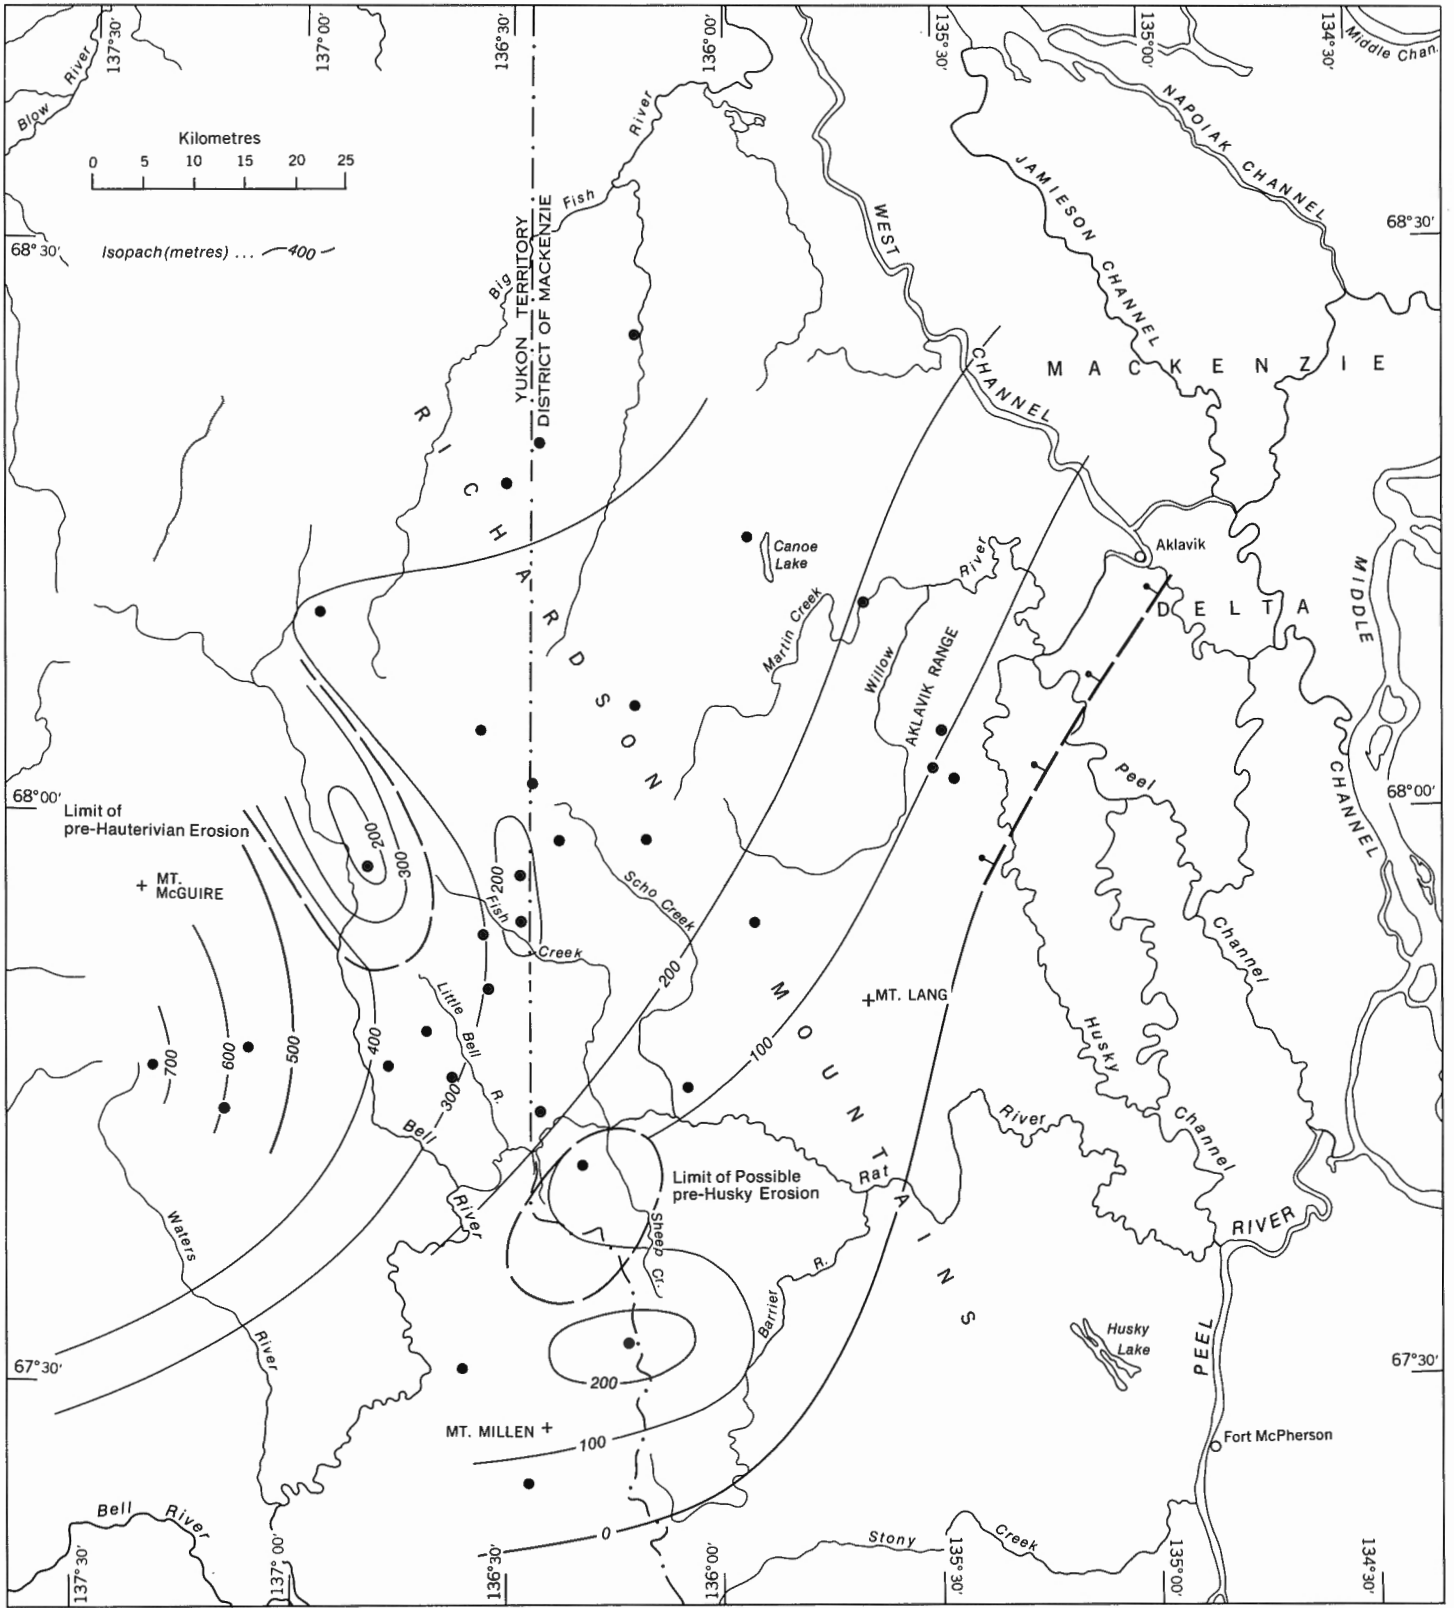 137°30'
137°00'
136°30'
136°00'
135°30'
135°00'
134°30'
Middle Chan.
Blow River
Kilometres
0 5 10 15 20 25
Isopach (metres) ... 400
68°30'
68°30'
YUKON TERRITORY
DISTRICT OF MACKENZIE
Big Fish River
WEST CHANNEL
JAMIESON CHANNEL
NAPOIAK CHANNEL
MACKENZIE
DELTA
RICHARDSON
MOUNTAINS
Canoe
Lake
Aklavik
Martin Creek
Willow River
AKLAVIK RANGE
MIDDLE CHANNEL
Peel Channel
68°00'
68°00'
Limit of
pre-Hauterivian Erosion
MT.
McGUIRE
200
300
200
Fish Creek
Scho Creek
200
MT. LANG
Little Bell R.
Husky Channel
700
600
500
400
300
100
Bell River
Rat River
Limit of Possible
pre-Husky Erosion
Sheep Cr.
Barrier R.
Waters River
PEEL RIVER
Husky
Lake
67°30'
67°30'
200
MT. MILLEN
100
Fort McPherson
0
Bell River
Stony Creek
137°30'
137°00'
136°30'
136°00'
135°30'
135°00'
134°30'